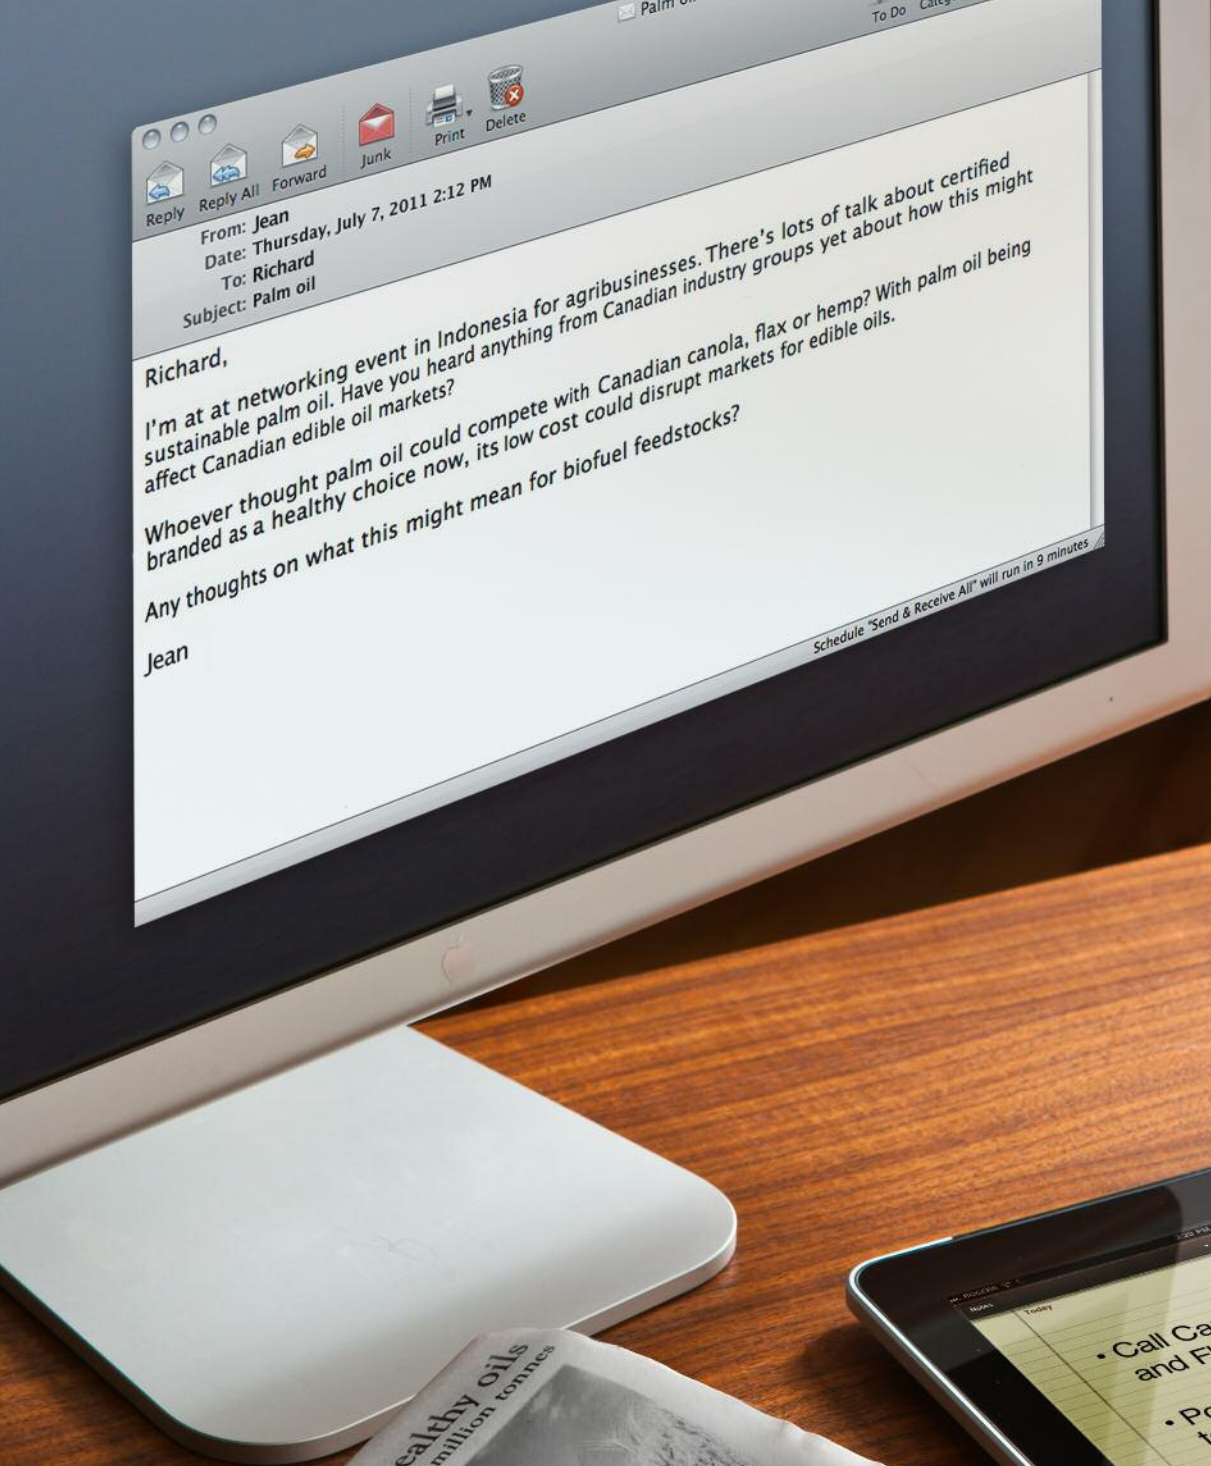 Palm oil
To Do
Reply
Reply All
Forward
Junk
Print
Delete
From: Jean
Date: Thursday, July 7, 2011 2:12 PM
To: Richard
Subject: Palm oil
Richard,
I'm at at networking event in Indonesia for agribusinesses. There's lots of talk about certified
sustainable palm oil. Have you heard anything from Canadian industry groups yet about how this might
affect Canadian edible oil markets?
Whoever thought palm oil could compete with Canadian canola, flax or hemp? With palm oil being
branded as a healthy choice now, its low cost could disrupt markets for edible oils.
Any thoughts on what this might mean for biofuel feedstocks?
Jean
Schedule "Send & Receive All" will run in 9 minutes
ealthy oils
million tonnes
Notes
Today
• Call Ca
and F
• Po